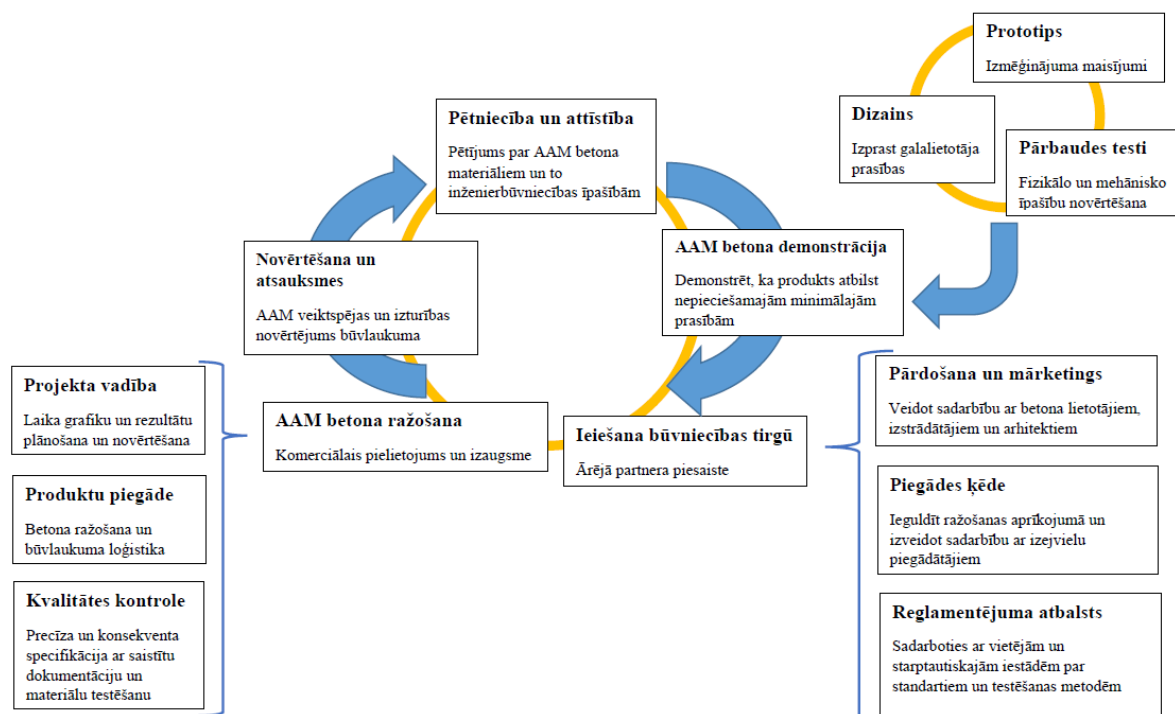 Prototips
Izmēģinājuma maisījumi
Dizains
Izprast galalietotāja
prasības
Pārbaudes testi
Fizikālo un mehānisko
īpašību novērtēšana
Pētniecība un attīstība
Pētījums par AAM betona
materiāliem un to
inženierbūvniecības īpašībām
AAM betona demonstrācija
Demonstrēt, ka produkts atbilst
nepieciešamajām minimālajām
prasībām
Novērtēšana un
atsauksmes
AAM veiktspējas un izturības
novērtējums būvlaukuma
AAM betona ražošana
Komerciālais pielietojums un izaugsme
Ieiešana būvniecības tirgū
Ārējā partnera piesaiste
Projekta vadība
Laika grafiku un rezultātu
plānošana un novērtēšana
Produktu piegāde
Betona ražošana un
būvlaukuma loģistika
Kvalitātes kontrole
Precīza un konsekventa
specifikācija ar saistītu
dokumentāciju un
materiālu testēšanu
Pārdošana un mārketings
Veidot sadarbību ar betona lietotājiem,
izstrādātājiem un arhitektiem
Piegādes ķēde
Ieguldīt ražošanas aprīkojumā un
izveidot sadarbību ar izejvielu
piegādātājiem
Reglamentējuma atbalsts
Sadarboties ar vietējām un
starptautiskajām iestādēm par
standartiem un testēšanas metodēm